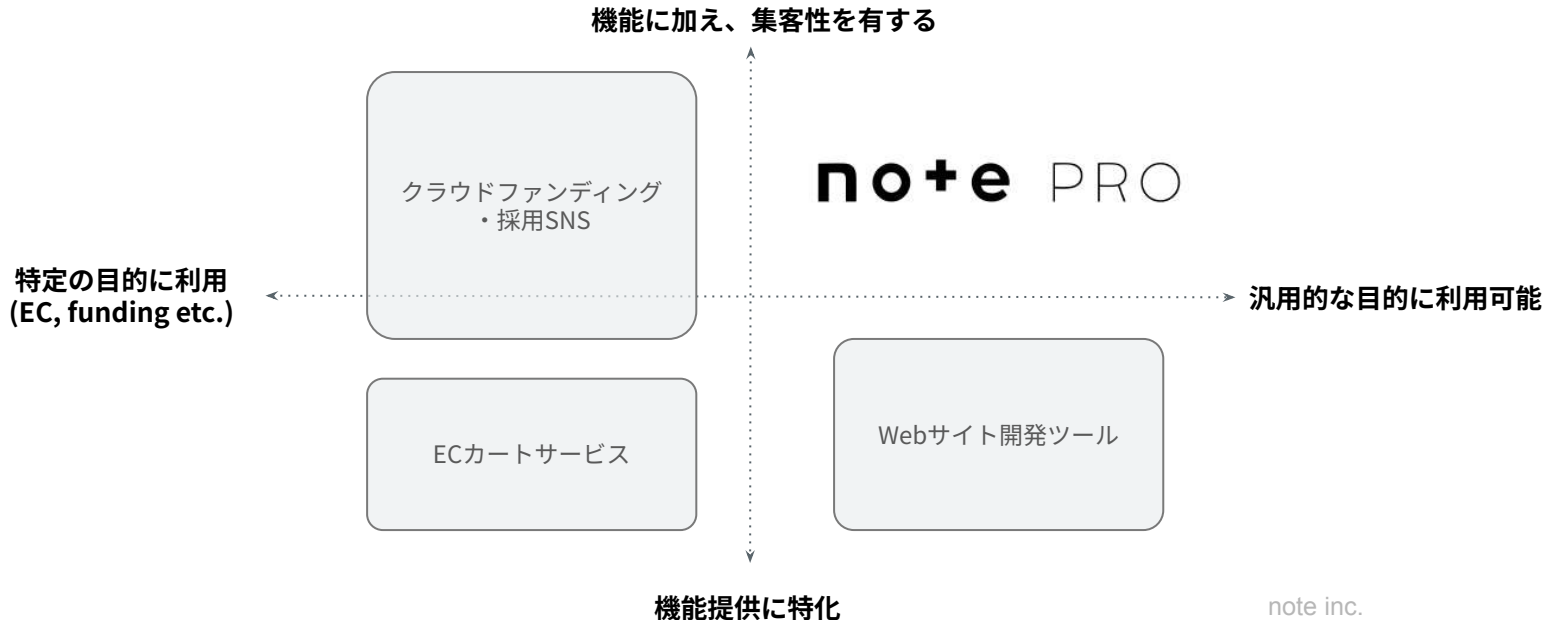 機能に加え、集客性を有する
クラウドファンディング
・採用SNS
note PRO
特定の目的に利用
(EC, funding etc.)
汎用的な目的に利用可能
ECカートサービス
Webサイト開発ツール
機能提供に特化
note inc.